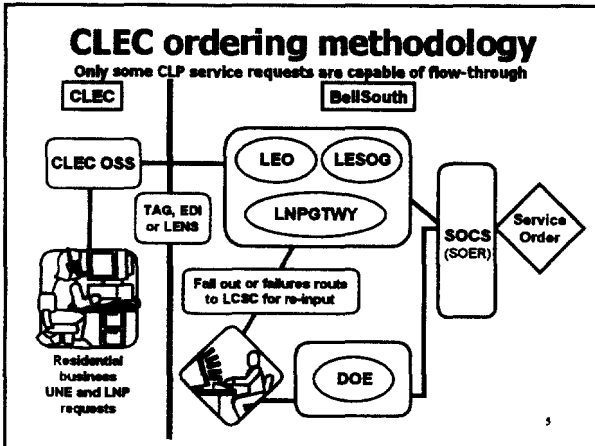 CLEC ordering methodology
Only some CLP service requests are capable of flow-through
CLEC
BellSouth
CLEC OSS
TAG, EDI
or LENS
LEO
LESOG
LNPGTWY
SOCS
(SOER)
Service
Order
Fall out or failures route
to LCSC for re-input
DOE
Residential
business
UNE and LNP
requests
5